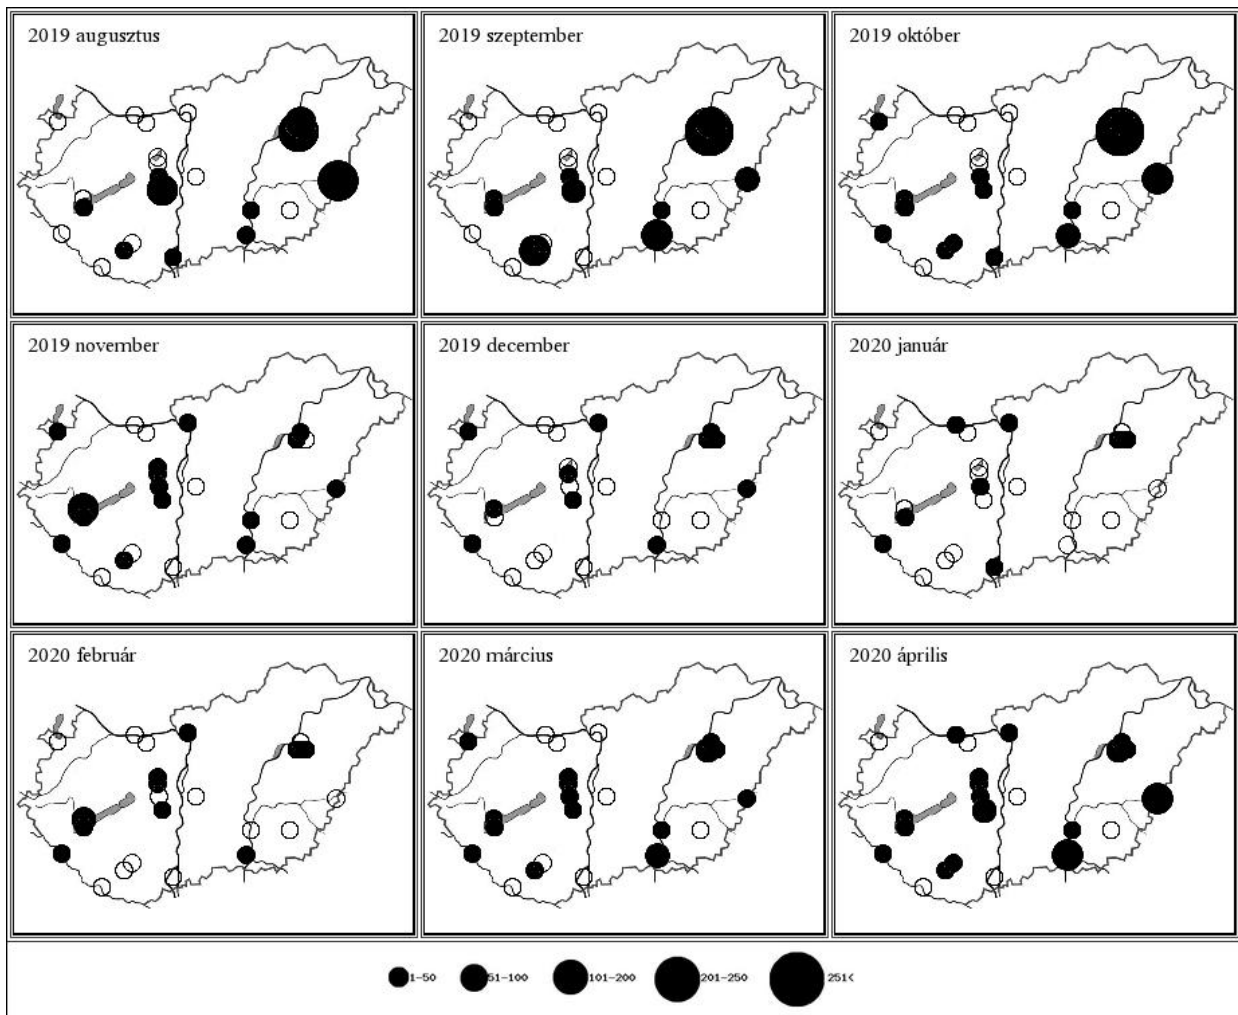 2019 augusztus
2019 szeptember
2019 október
2019 november
2019 december
2020 január
2020 február
2020 március
2020 április
1-50 51-100 101-200 201-250 251<